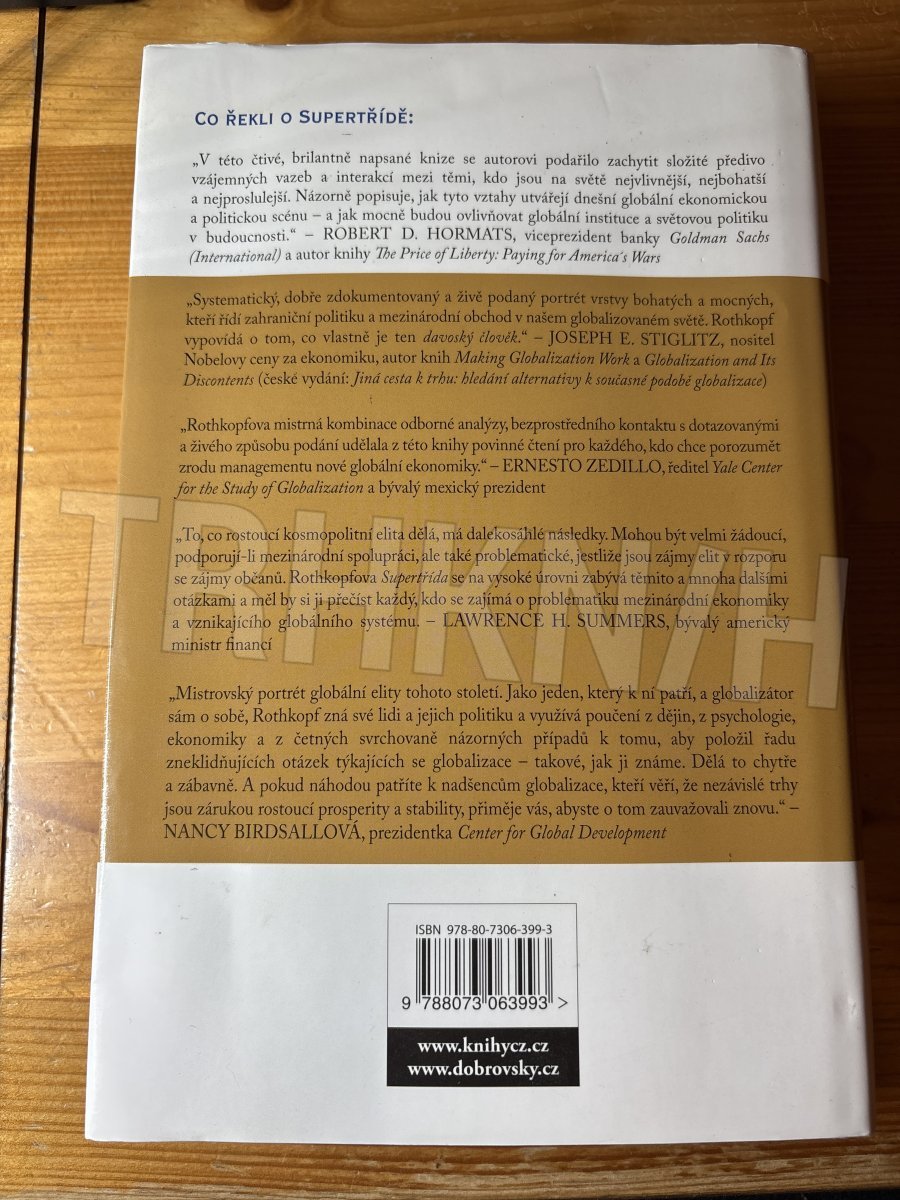 CO ŘEKLI O SUPERTŘÍDĚ:
„V této čtivé, brilantně napsané knize se autorovi podařilo zachytit složité předivo
vzájemných vazeb a interakcí mezi těmi, kdo jsou na světě nejvlivnější, nejbohatší
a nejproslulejší. Názorně popisuje, jak tyto vztahy utvářejí dnešní globální ekonomickou
a politickou scénu – a jak mocně budou ovlivňovat globální instituce a světovou politiku
v budoucnosti.“ – ROBERT D. HORMATS, viceprezident banky Goldman Sachs
(International) a autor knihy The Price of Liberty: Paying for America's Wars
„Systematický, dobře zdokumentovaný a živě podaný portrét vrstvy bohatých a mocných,
kteří řídí zahraniční politiku a mezinárodní obchod v našem globalizovaném světě. Rothkopf
vypovídá o tom, co vlastně je ten davoský člověk.“ – JOSEPH E. STIGLITZ, nositel
Nobelovy ceny za ekonomiku, autor knih Making Globalization Work a Globalization and Its
Discontents (české vydání: Jiná cesta k trhu: hledání alternativy k současné podobě globalizace)
„Rothkopfova mistrná kombinace odborné analýzy, bezprostředního kontaktu s dotazovanými
a živého způsobu podání udělala z této knihy povinné čtení pro každého, kdo chce porozumět
zrodu managementu nové globální ekonomiky.“ – ERNESTO ZEDILLO, ředitel Yale Center
for the Study of Globalization a bývalý mexický prezident
„To, co rostoucí kosmopolitní elita dělá, má dalekosáhlé následky. Mohou být velmi žádoucí,
podporují-li mezinárodní spolupráci, ale také problematické, jestliže jsou zájmy elit v rozporu
se zájmy občanů. Rothkopfova Supertřída se na vysoké úrovni zabývá těmito a mnoha dalšími
otázkami a měl by si ji přečíst každý, kdo se zajímá o problematiku mezinárodní ekonomiky
a vznikajícího globálního systému. – LAWRENCE H. SUMMERS, bývalý americký
ministr financí
„Mistrovský portrét globální elity tohoto století. Jako jeden, který k ní patří, a globalizátor
sám o sobě, Rothkopf zná své lidi a jejich politiku a využívá poučení z dějin, z psychologie,
ekonomiky a z četných svrchovaně názorných případů k tomu, aby položil řadu
zneklidňujících otázek týkajících se globalizace – takové, jak ji známe. Dělá to chytře
a zábavně. A pokud náhodou patříte k nadšencům globalizace, kteří věří, že nezávislé trhy
jsou zárukou rostoucí prosperity a stability, přiměje vás, abyste o tom zauvažovali znovu.“ –
NANCY BIRDSALLOVÁ, prezidentka Center for Global Development
TRHKNIH
ISBN 978-80-7306-399-3
9 788073 063993 >
www.knihycz.cz
www.dobrovsky.cz